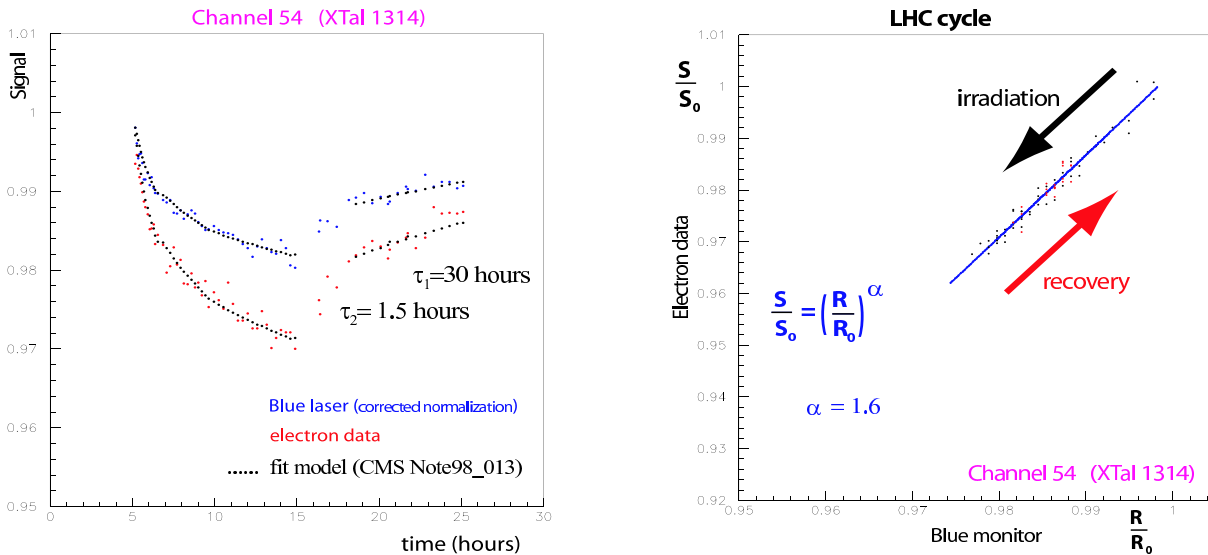 Channel 54 (XTal 1314)
1.01
1
0.99
0.98
0.97
0.96
0.95
Signal
τ₁=30 hours
τ₂= 1.5 hours
Blue laser (corrected normalization)
electron data
...... fit model (CMS Note98_013)
0
5
10
15
20
25
30
time (hours)
LHC cycle
S
S₀
1.01
1
0.99
0.98
0.97
0.96
0.95
0.94
0.93
0.92
Electron data
irradiation
recovery
S/S₀ = (R/R₀)^α
α = 1.6
Channel 54 (XTal 1314)
0.95
0.96
0.97
0.98
0.99
1
Blue monitor
R
R₀